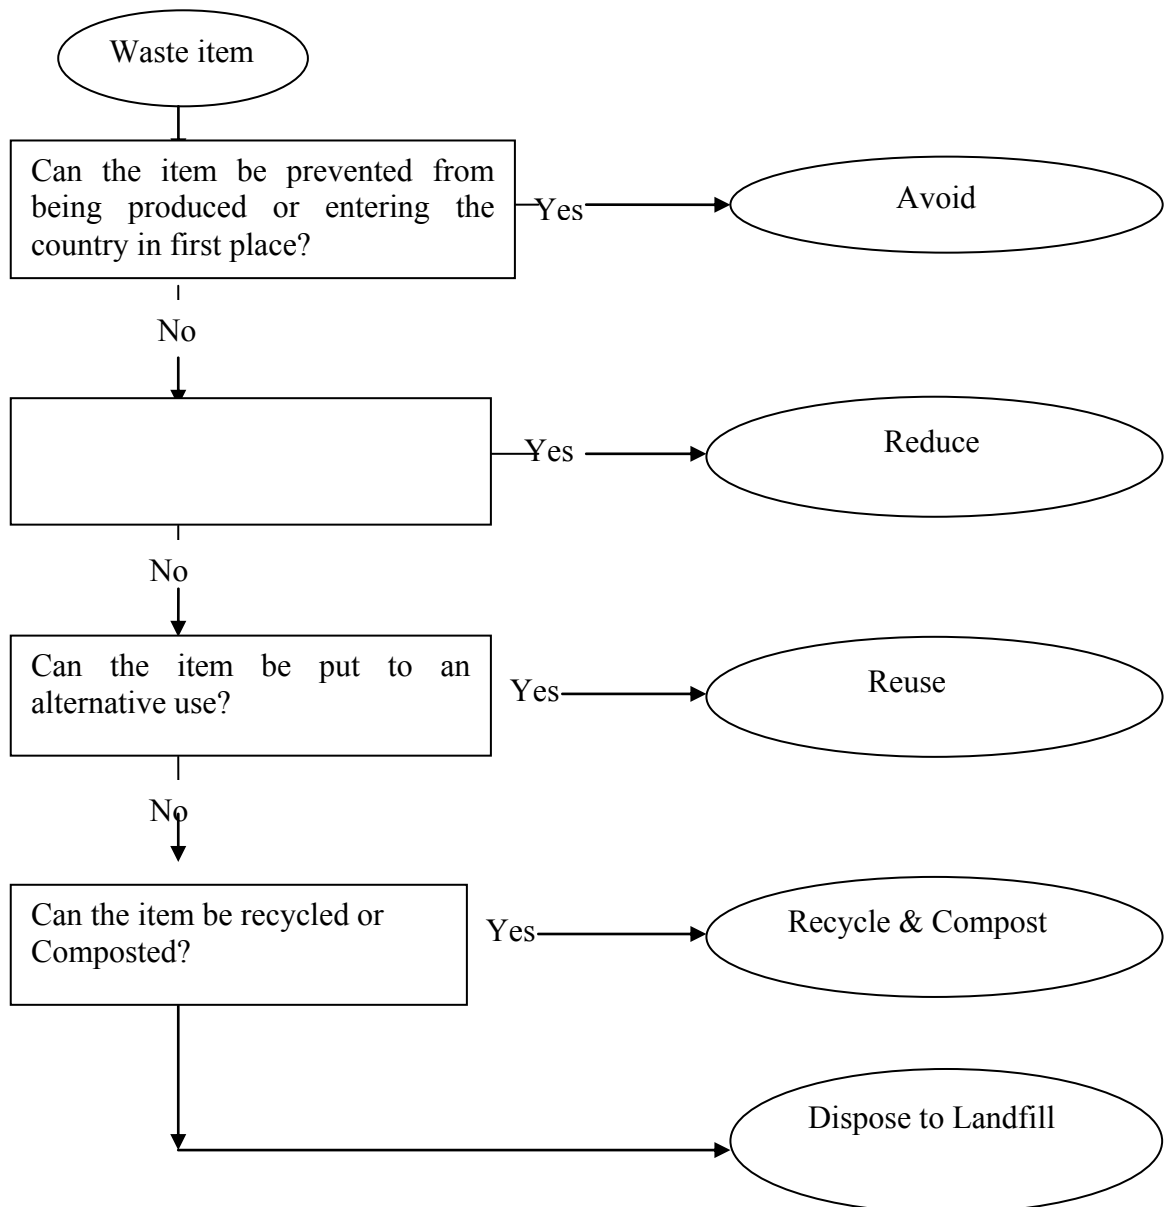 Waste item
Can the item be prevented from
being produced or entering the
country in first place?
Yes
Avoid
No
Yes
Reduce
No
Can the item be put to an
alternative use?
Yes
Reuse
No
Can the item be recycled or
Composted?
Yes
Recycle & Compost
Dispose to Landfill